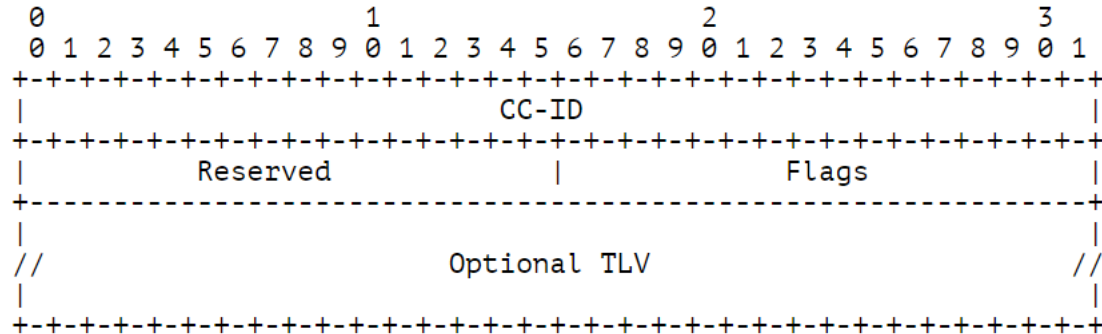 0                   1                   2                   3
 0 1 2 3 4 5 6 7 8 9 0 1 2 3 4 5 6 7 8 9 0 1 2 3 4 5 6 7 8 9 0 1
+-+-+-+-+-+-+-+-+-+-+-+-+-+-+-+-+-+-+-+-+-+-+-+-+-+-+-+-+-+-+-+-+
|                            CC-ID                              |
+-+-+-+-+-+-+-+-+-+-+-+-+-+-+-+-+-+-+-+-+-+-+-+-+-+-+-+-+-+-+-+-+
|          Reserved             |             Flags             |
+---------------------------------------------------------------+
|                                                               |
//                        Optional TLV                         //
|                                                               |
+-+-+-+-+-+-+-+-+-+-+-+-+-+-+-+-+-+-+-+-+-+-+-+-+-+-+-+-+-+-+-+-+